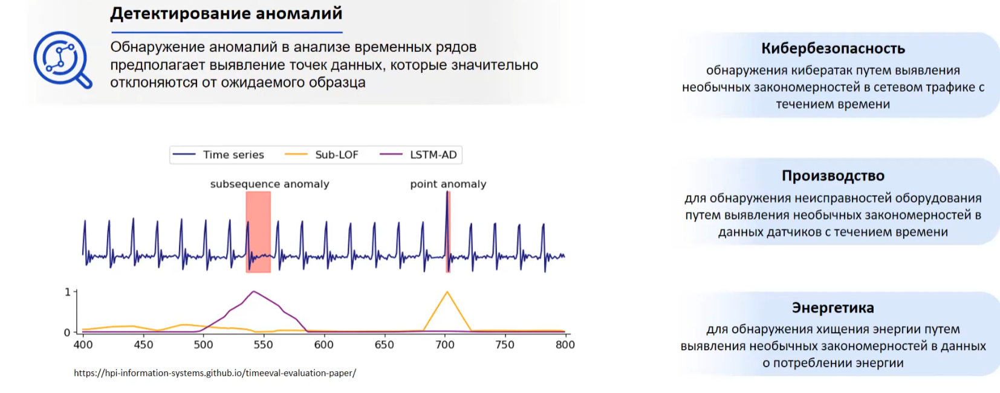 Детектирование аномалий
Обнаружение аномалий в анализе временных рядов
предполагает выявление точек данных, которые значительно
отклоняются от ожидаемого образца
Time series
Sub-LOF
LSTM-AD
subsequence anomaly
point anomaly
1
0
400
450
500
550
600
650
700
750
800
https://hpi-information-systems.github.io/timeeval-evaluation-paper/
Кибербезопасность
обнаружения кибератак путем выявления
необычных закономерностей в сетевом трафике с
течением времени
Производство
для обнаружения неисправностей оборудования
путем выявления необычных закономерностей в
данных датчиков с течением времени
Энергетика
для обнаружения хищения энергии путем
выявления необычных закономерностей в данных
о потреблении энергии